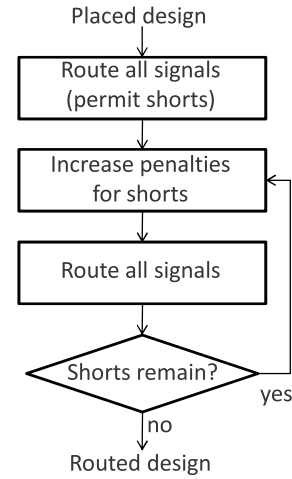 Placed design
Route all signals
(permit shorts)
Increase penalties
for shorts
Route all signals
Shorts remain?
yes
no
Routed design